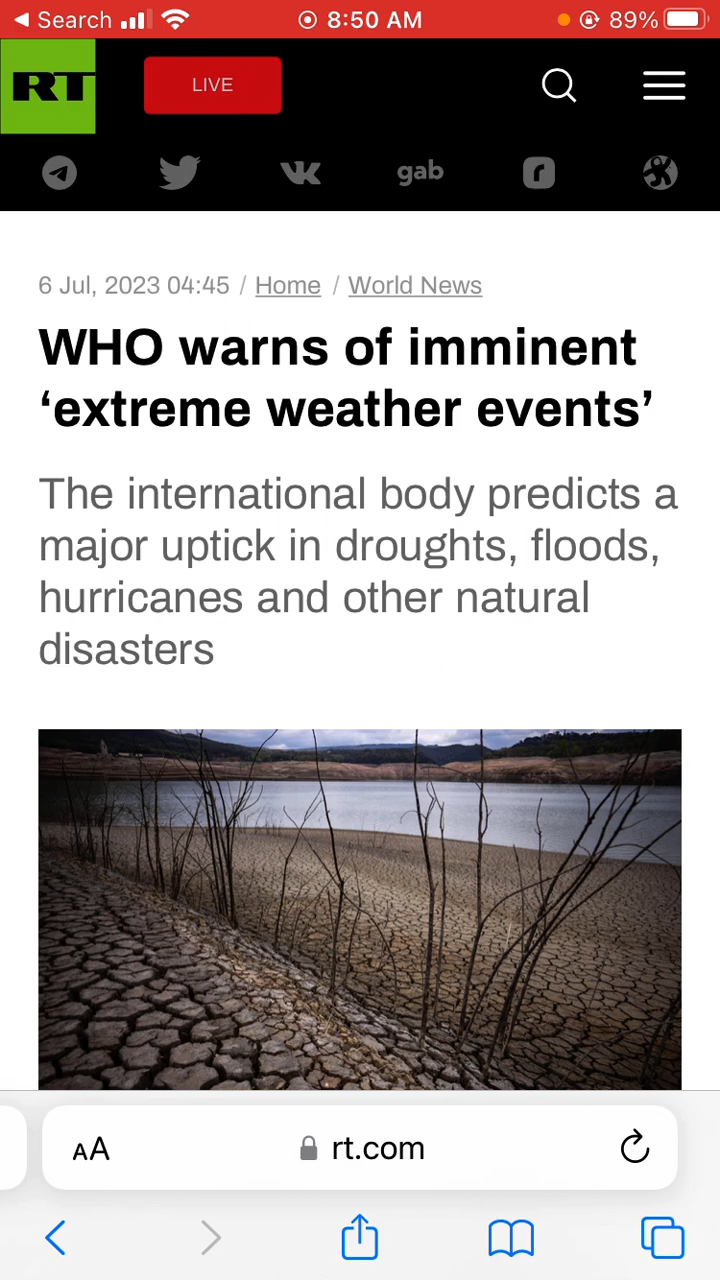 Search 8:50 AM 89%
RT LIVE
gab
6 Jul, 2023 04:45 / Home / World News
WHO warns of imminent
‘extreme weather events’
The international body predicts a
major uptick in droughts, floods,
hurricanes and other natural
disasters
AA rt.com